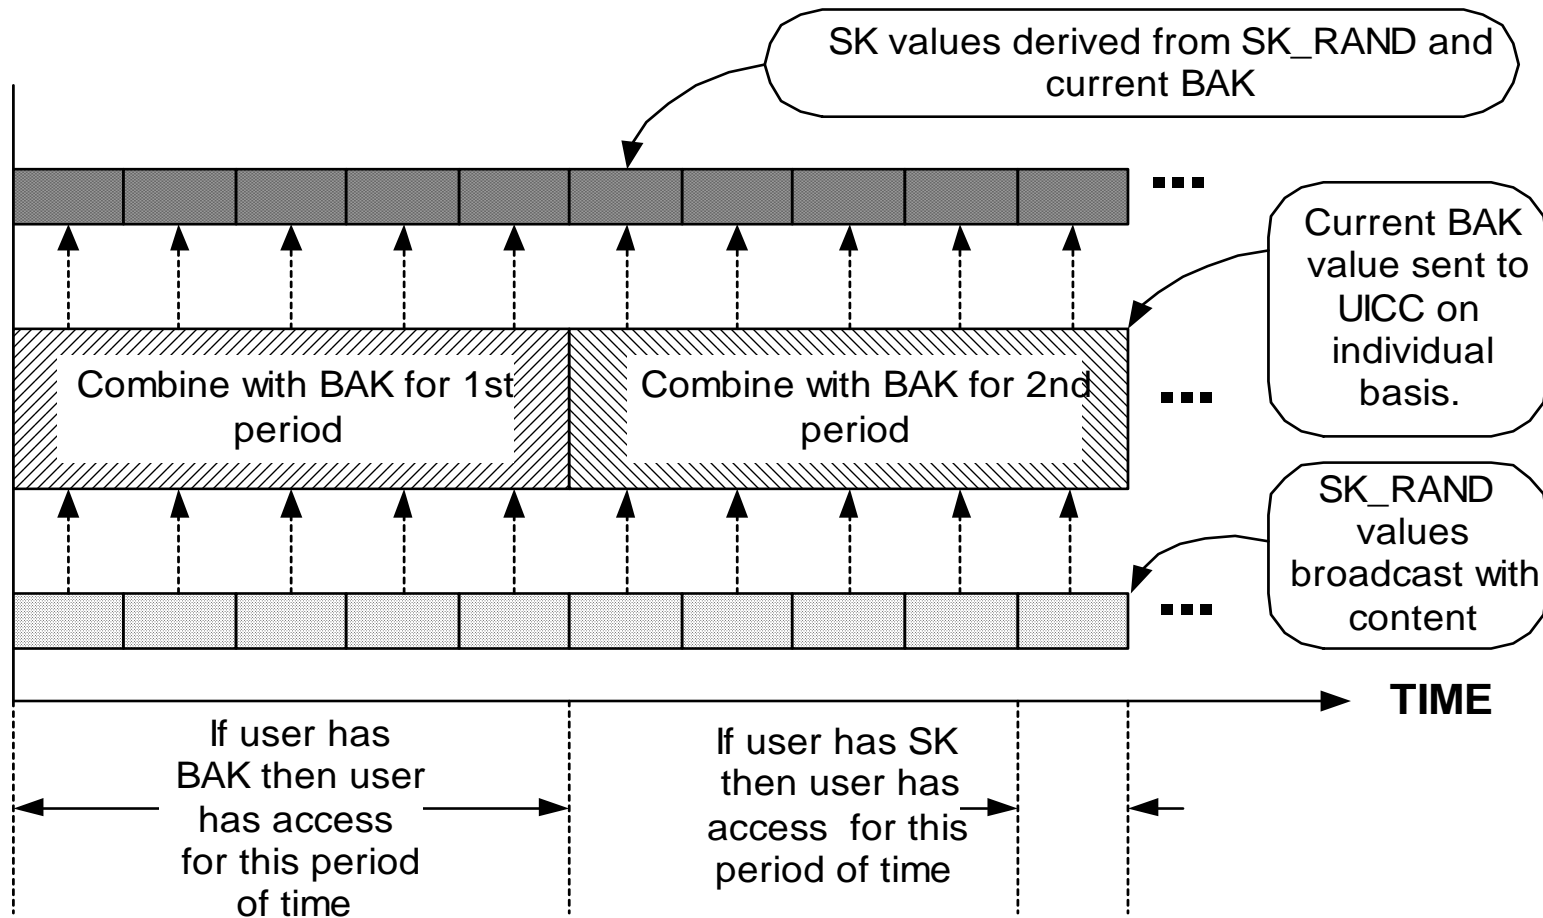 SK values derived from SK_RAND and
current BAK
Current BAK
value sent to
UICC on
individual
basis.
Combine with BAK for 1st
period
Combine with BAK for 2nd
period
SK_RAND
values
broadcast with
content
TIME
If user has
BAK then user
has access
for this period
of time
If user has SK
then user has
access for this
period of time